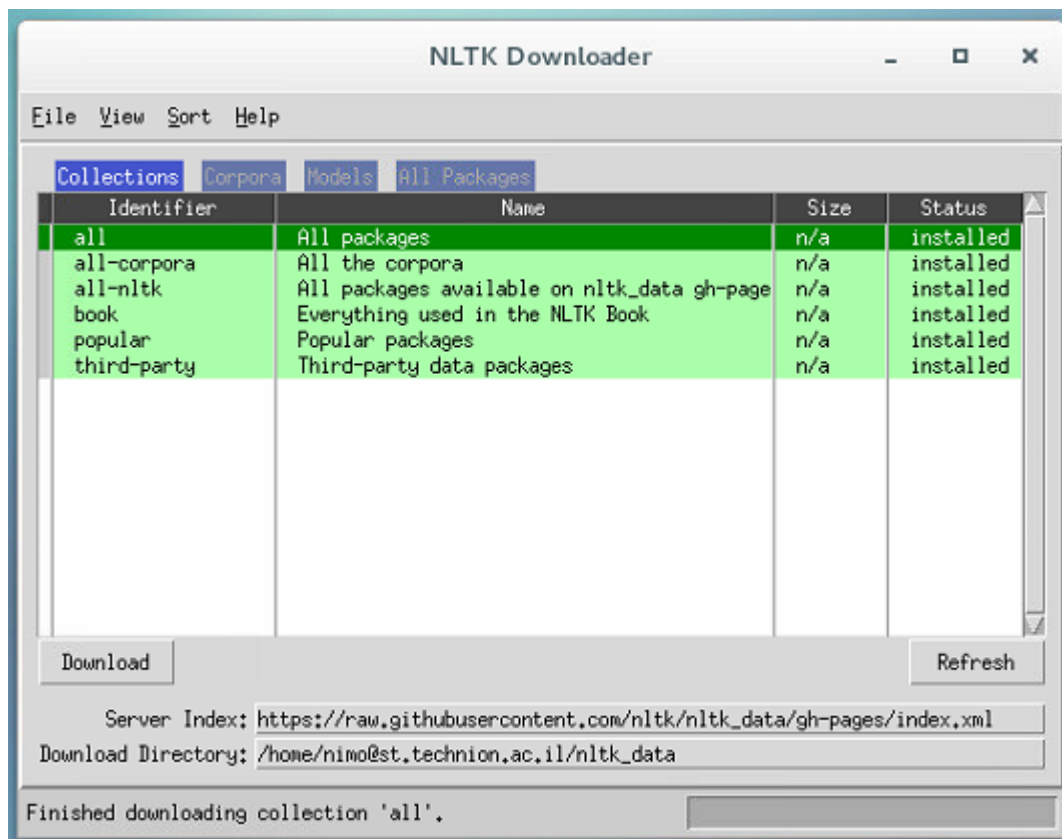 NLTK Downloader
File View Sort Help
Collections Corpora Models All Packages
Identifier Name Size Status
all All packages n/a installed
all-corpora All the corpora n/a installed
all-nltk All packages available on nltk_data gh-page n/a installed
book Everything used in the NLTK Book n/a installed
popular Popular packages n/a installed
third-party Third-party data packages n/a installed
Download Refresh
Server Index: https://raw.githubusercontent.com/nltk/nltk_data/gh-pages/index.xml
Download Directory: /home/nimo@st.technion.ac.il/nltk_data
Finished downloading collection 'all'.